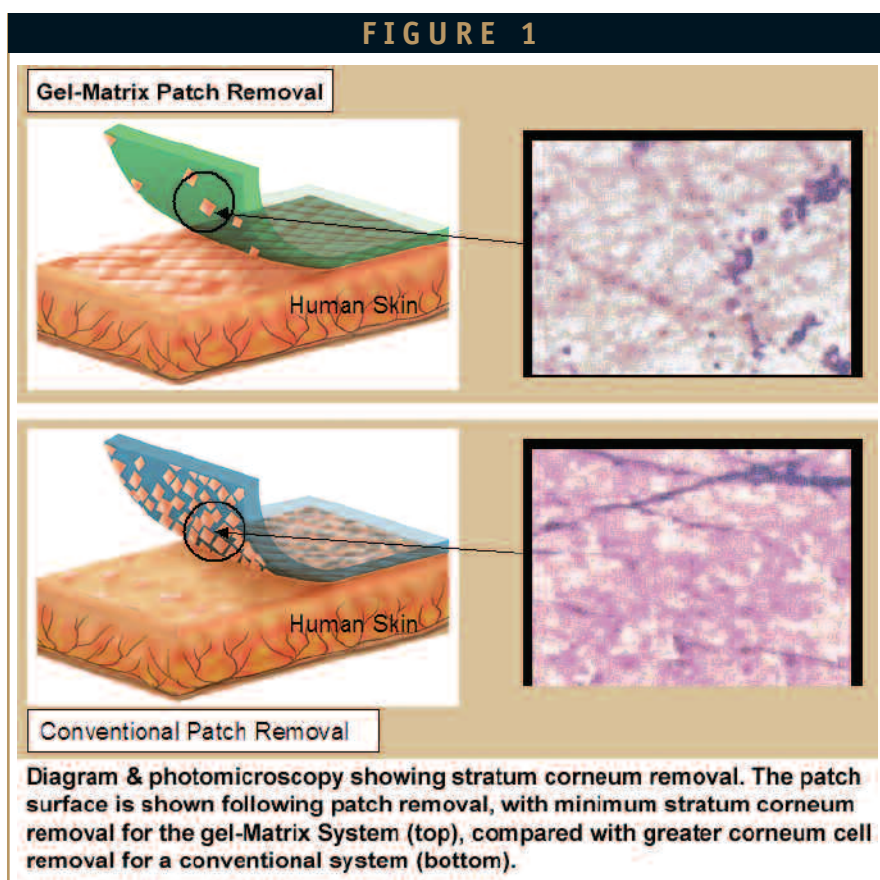 FIGURE 1
Gel-Matrix Patch Removal
Human Skin
Human Skin
Conventional Patch Removal
Diagram & photomicroscopy showing stratum corneum removal. The patch
surface is shown following patch removal, with minimum stratum corneum
removal for the gel-Matrix System (top), compared with greater corneum cell
removal for a conventional system (bottom).